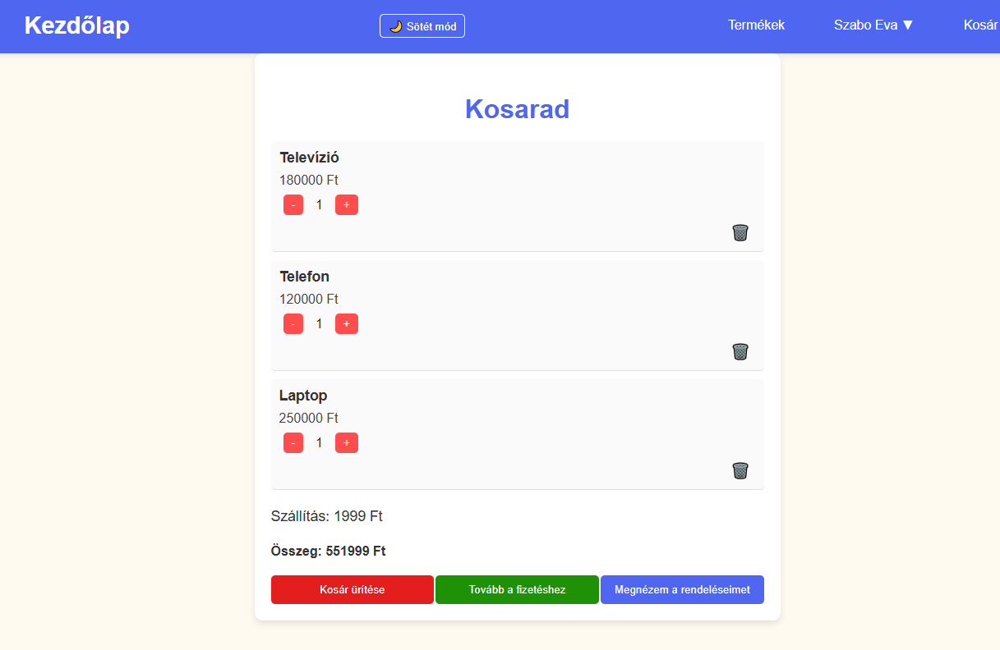 Kezdőlap
🌙 Sötét mód
Termékek
Szabo Eva ▼
Kosár
Kosarad
Televízió
180000 Ft
- 1 +
Telefon
120000 Ft
- 1 +
Laptop
250000 Ft
- 1 +
Szállítás: 1999 Ft
Összeg: 551999 Ft
Kosár ürítése
Tovább a fizetéshez
Megnézem a rendeléseimet